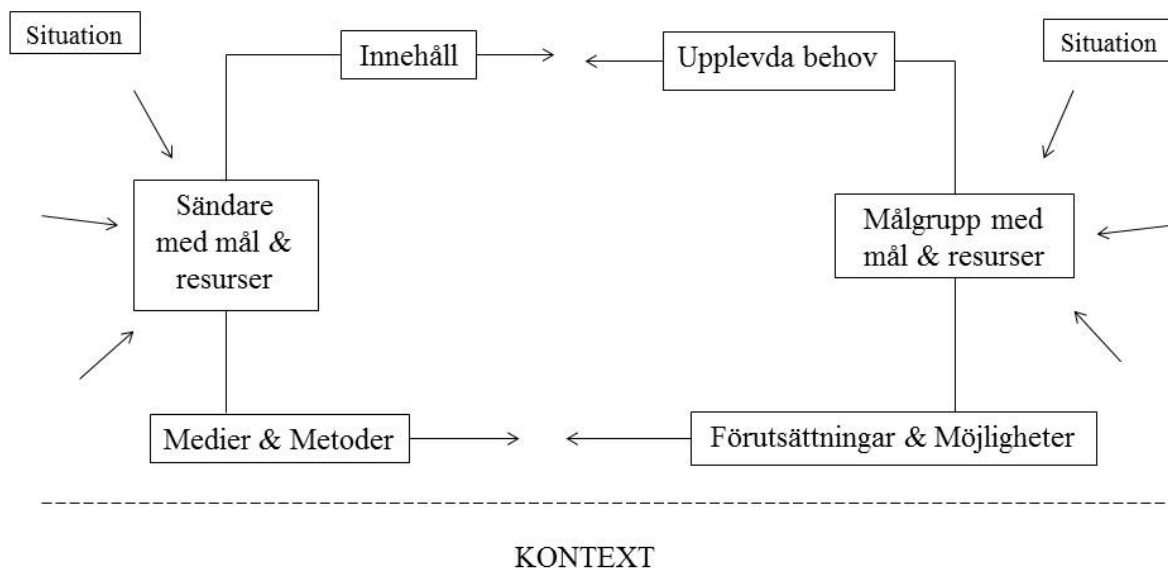 Situation
Innehåll
Upplevda behov
Situation
Sändare
med mål &
resurser
Målgrupp med
mål & resurser
Medier & Metoder
Förutsättningar & Möjligheter
KONTEXT